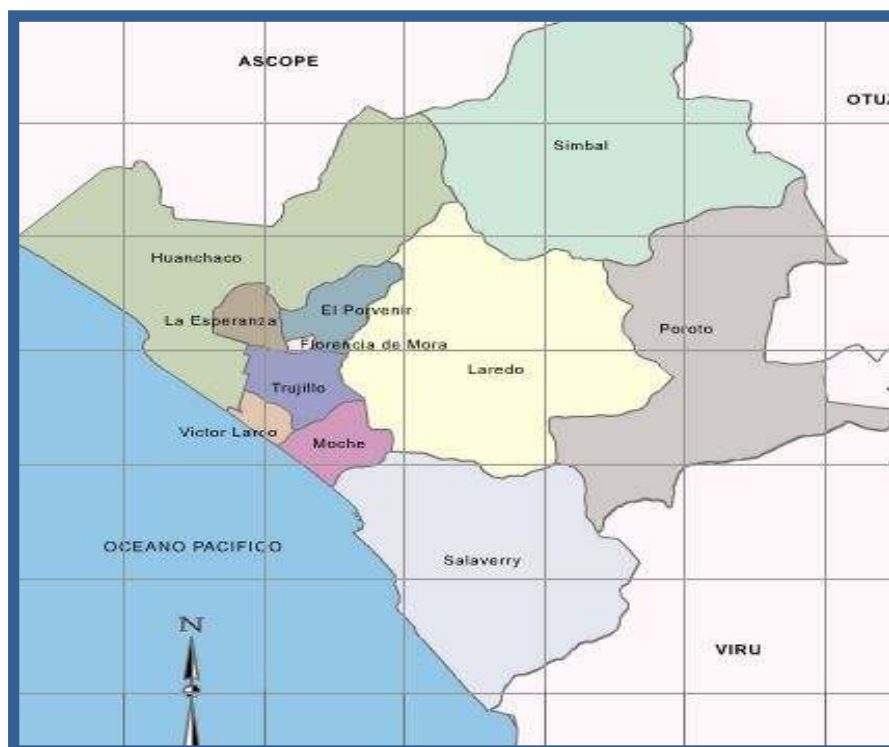 ASCOPE
OTUZ
Simbal
Huanchaco
El Porvenir
La Esperanza
Poroto
Florencia de Mora
Laredo
Trujillo
Victor Larco
Moche
OCEANO PACIFICO
Salaverry
N
VIRU